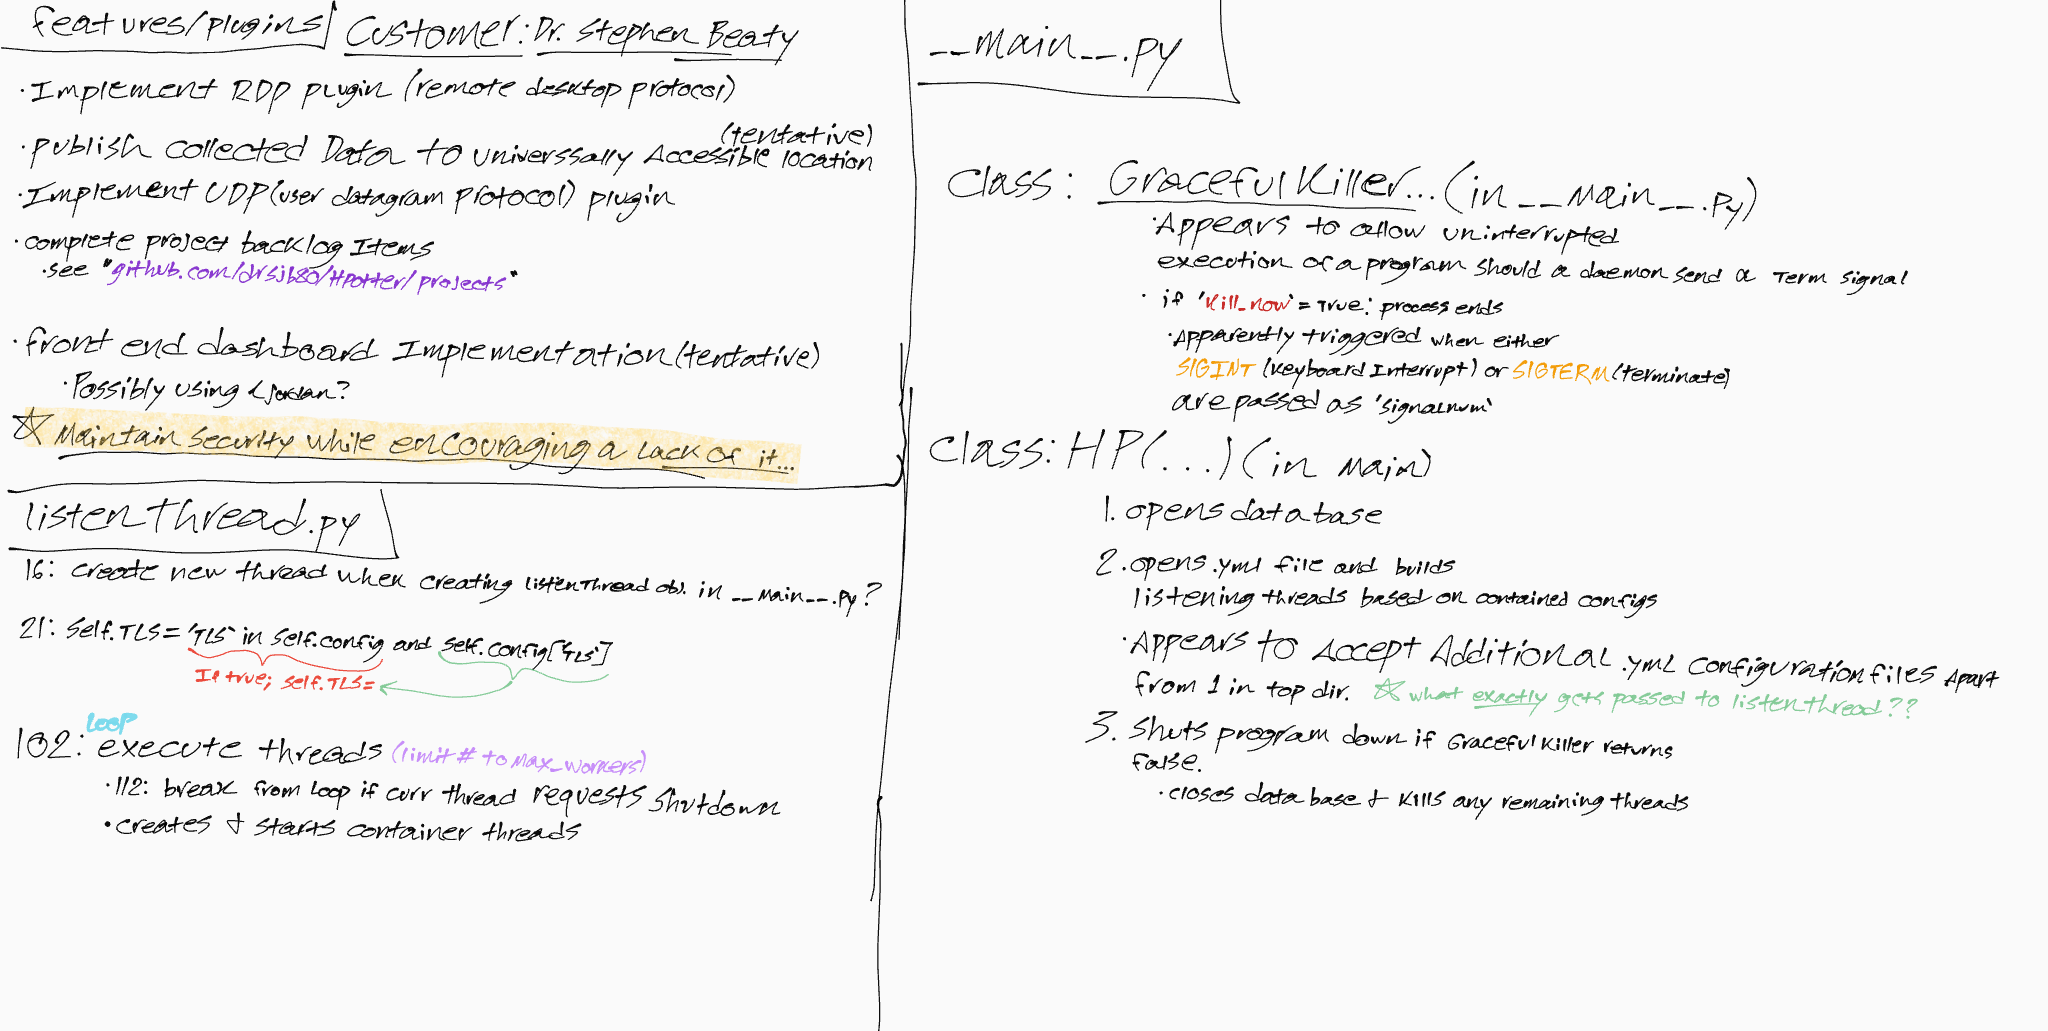 features/plugins
Customer: Dr. Stephen Beaty
·Implement RDP plugin (remote desktop protocol)
(tentative)
·publish collected Data to universsally Accessible location
·Implement UDP(user datagram protocol) plugin
·complete project backlog Items
·see "github.com/drsjb80/HPotter/projects"
·front end dashboard Implementation(tentative)
·Possibly using Jordan?
☆ Maintain security while encouraging a lack of it...
listenThread.py
16: create new thread when creating listenThread obj. in __main__.py?
21: self.TLS = 'TLS' in self.config and self.config['TLS']
If true; self.TLS=
Loop
102: execute threads (limit # to max_workers)
·112: break from loop if curr thread requests shutdown
•creates & starts container threads
__main__.py
class: GracefulKiller... (in __main__.py)
·Appears to allow uninterrupted
execution of a program should a daemon send a term signal
· if 'kill_now' = true: process ends
·Apparently triggered when either
SIGINT (keyboard Interrupt) or SIGTERM (terminate)
are passed as 'signalnum'
class: HP(...) (in main)
1. opens database
2. opens .yml file and builds
listening threads based on contained configs
·Appears to Accept Additional .yml configuration files Apart
from 1 in top dir. ☆ what exactly gets passed to listenthread??
3. shuts program down if GracefulKiller returns
false.
·closes database & kills any remaining threads